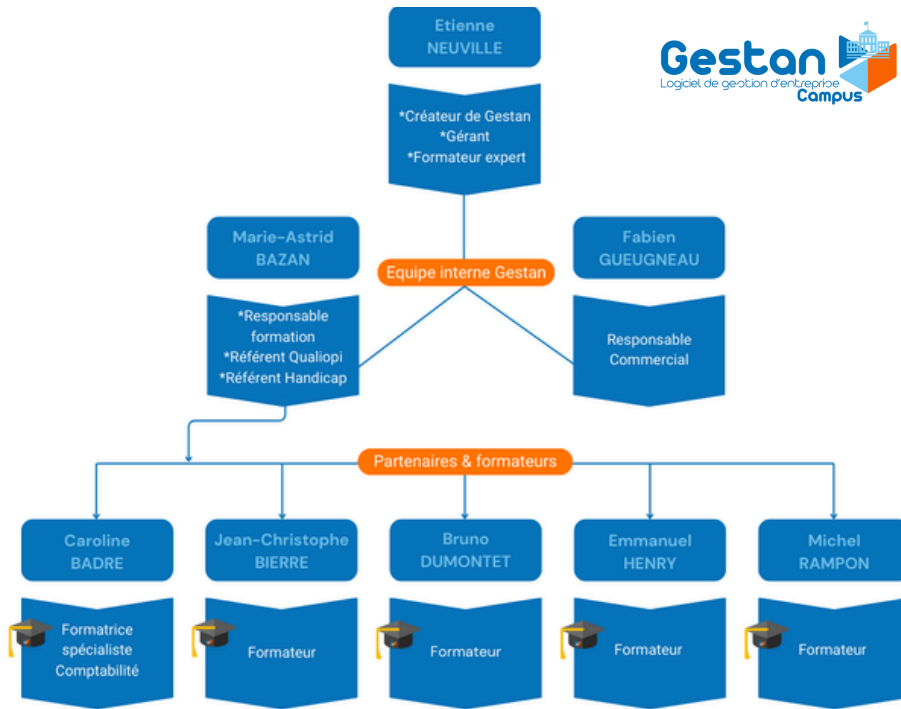 Etienne
NEUVILLE
Gestan
Logiciel de gestion d'entreprise
Campus
*Créateur de Gestan
*Gérant
*Formateur expert
Marie-Astrid
BAZAN
Equipe interne Gestan
Fabien
GUEUGNEAU
*Responsable
formation
*Référent Qualiopi
*Référent Handicap
Responsable
Commercial
Partenaires & formateurs
Caroline
BADRE
Jean-Christophe
BIERRE
Bruno
DUMONTET
Emmanuel
HENRY
Michel
RAMPON
Formatrice
spécialiste
Comptabilité
Formateur
Formateur
Formateur
Formateur